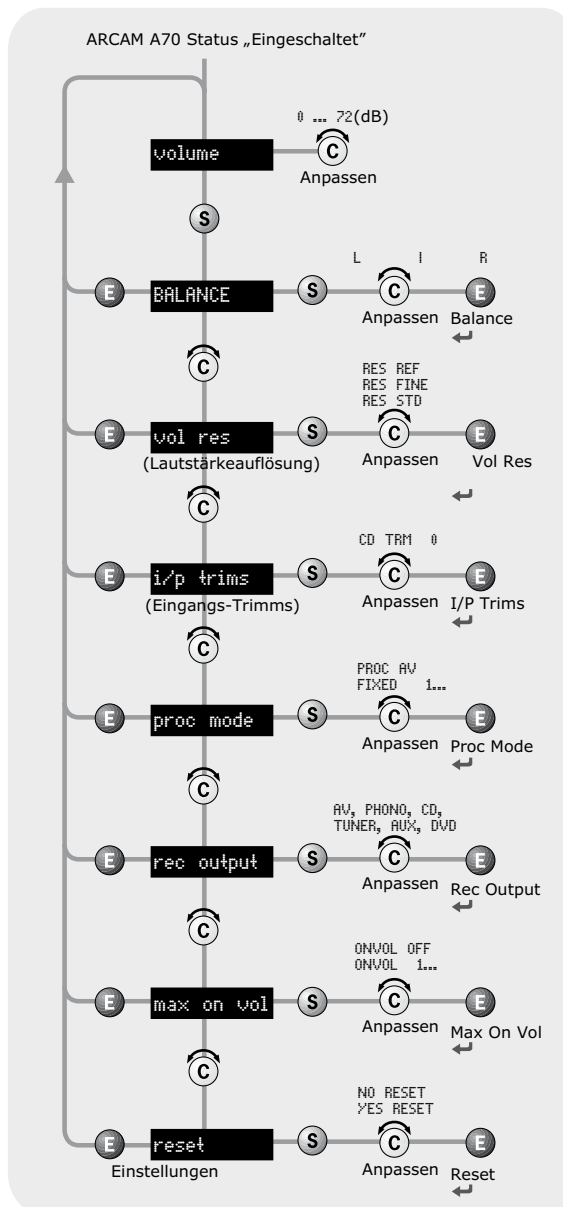 ARCAM A70 Status „Eingeschaltet”
0 ... 72(dB)
volume
C
Anpassen
S
L I R
E BALANCE S C E
Anpassen Balance
C
RES REF
RES FINE
RES STD
E vol res S C E
(Lautstärkeauflösung) Anpassen Vol Res
C
CD TRM 0
E i/p trims S C E
(Eingangs-Trimms) Anpassen I/P Trims
C
PROC AV
FIXED 1...
E proc mode S C E
Anpassen Proc Mode
C
AV, PHONO, CD,
TUNER, AUX, DVD
E rec output S C E
Anpassen Rec Output
C
ONVOL OFF
ONVOL 1...
E max on vol S C E
Anpassen Max On Vol
C
NO RESET
YES RESET
E reset S C E
Einstellungen Anpassen Reset